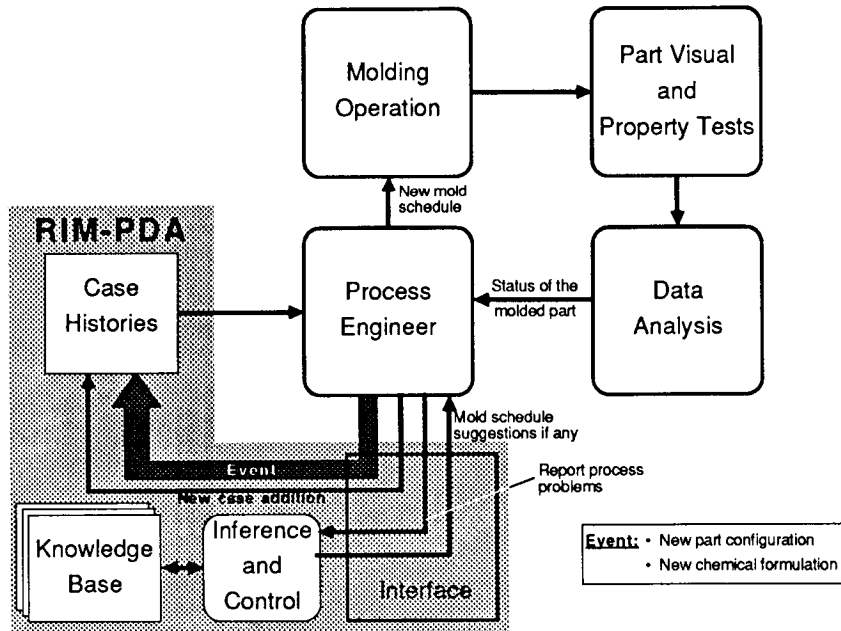 Molding
Operation
Part Visual
and
Property Tests
New mold
schedule
RIM-PDA
Case
Histories
Process
Engineer
Status of the
molded part
Data
Analysis
Mold schedule
suggestions if any
Event
New case addition
Report process
problems
Knowledge
Base
Inference
and
Control
Interface
Event: • New part configuration
• New chemical formulation